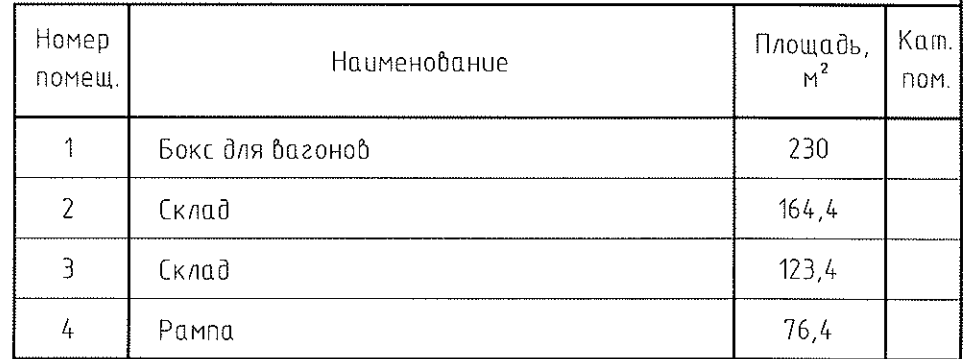 Номер помещ. Наименование Площадь, м² Кат. пом.
1 Бокс для вагонов 230
2 Склад 164,4
3 Склад 123,4
4 Рампа 76,4